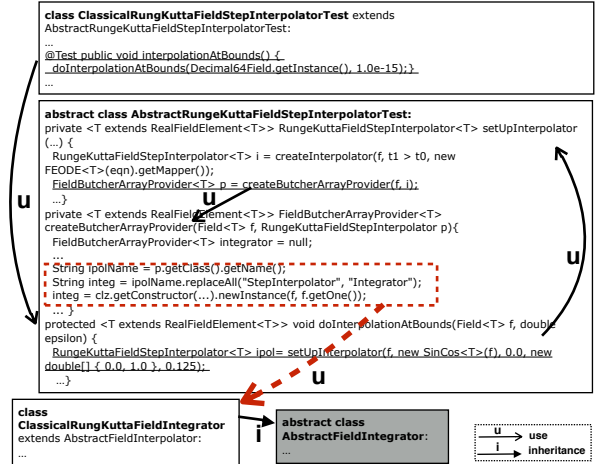 class ClassicalRungKuttaFieldStepInterpolatorTest extends
AbstractRungeKuttaFieldStepInterpolatorTest:
...
@Test public void interpolationAtBounds() {
doInterpolationAtBounds(Decimal64Field.getInstance(), 1.0e-15);}
...
abstract class AbstractRungeKuttaFieldStepInterpolatorTest:
private <T extends RealFieldElement<T>> RungeKuttaFieldStepInterpolator<T> setUpInterpolator
(...) {
RungeKuttaFieldStepInterpolator<T> i = createInterpolator(f, t1 > t0, new
FEODE<T>(eqn).getMapper());
FieldButcherArrayProvider<T> p = createButcherArrayProvider(f, i);
...}
u
private <T extends RealFieldElement<T>> FieldButcherArrayProvider<T>
createButcherArrayProvider(Field<T> f, RungeKuttaStepInterpolator p){
FieldButcherArrayProvider<T> integrator = null;
...
String ipolName = p.getClass().getName();
String integ = ipolName.replaceAll("StepInterpolator", "Integrator");
integ = clz.getConstructor(...).newInstance(f, f.getOne());
... }
protected <T extends RealFieldElement<T>> void doInterpolationAtBounds(Field<T> f, double
epsilon) {
RungeKuttaFieldStepInterpolator<T> ipol= setUpInterpolator(f, new SinCos<T>(f), 0.0, new
double[] { 0.0, 1.0 }, 0.125);
...}
u
u
u
class
ClassicalRungKuttaFieldIntegrator
extends AbstractFieldInterpolator:
...
i
abstract class
AbstractFieldIntegrator:
...
u use
i inheritance